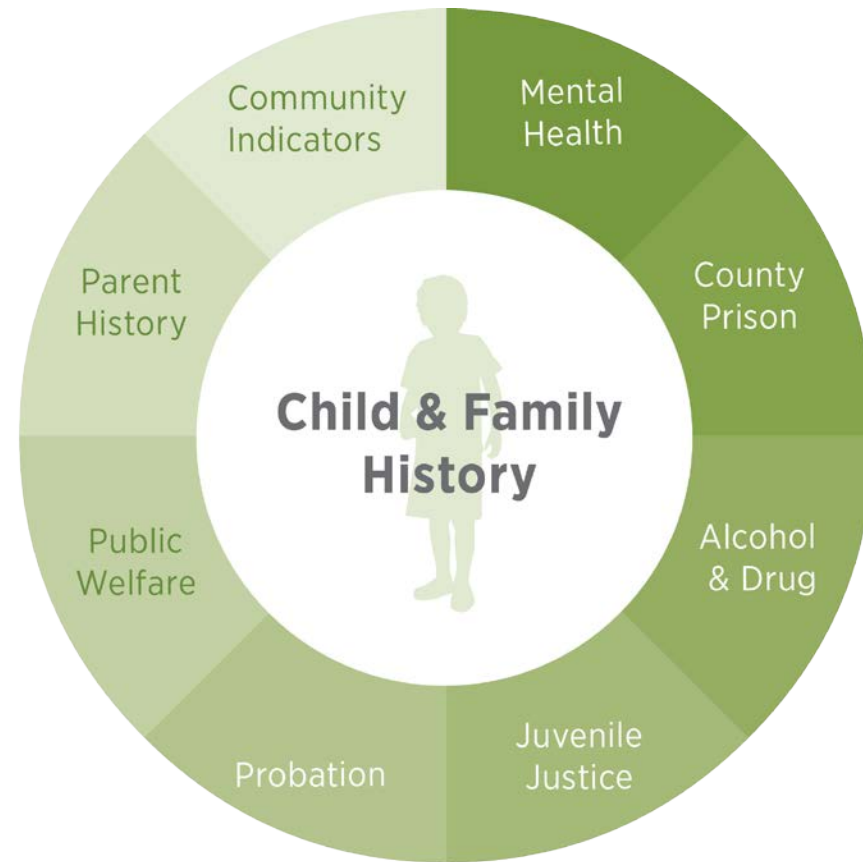 Community
Indicators
Mental
Health
County
Prison
Alcohol
& Drug
Juvenile
Justice
Probation
Public
Welfare
Parent
History
Child & Family
History